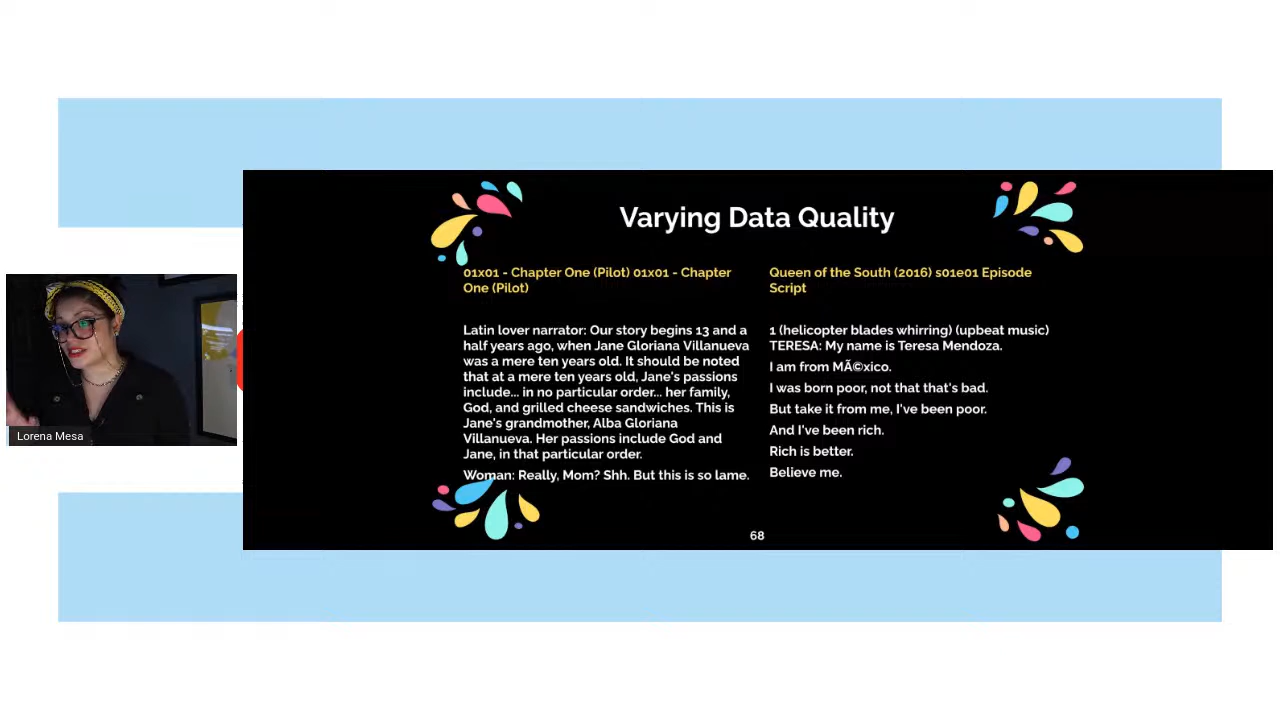 Varying Data Quality
01x01 - Chapter One (Pilot) 01x01 - Chapter
One (Pilot)
Latin lover narrator: Our story begins 13 and a
half years ago, when Jane Gloriana Villanueva
was a mere ten years old. It should be noted
that at a mere ten years old, Jane's passions
include... in no particular order... her family,
God, and grilled cheese sandwiches. This is
Jane's grandmother, Alba Gloriana
Villanueva. Her passions include God and
Jane, in that particular order.
Woman: Really, Mom? Shh. But this is so lame.
Queen of the South (2016) s01e01 Episode
Script
1 (helicopter blades whirring) (upbeat music)
TERESA: My name is Teresa Mendoza.
I am from MÃ©xico.
I was born poor, not that that's bad.
But take it from me, I've been poor.
And I've been rich.
Rich is better.
Believe me.
68
Lorena Mesa